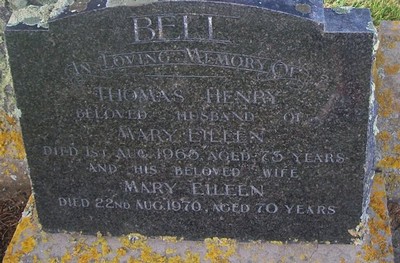 BELL
IN LOVING MEMORY OF
THOMAS HENRY
BELOVED HUSBAND OF
MARY EILEEN
DIED 1ST AUG. 1968, AGED 75 YEARS
AND HIS BELOVED WIFE
MARY EILEEN
DIED 22ND AUG. 1970, AGED 70 YEARS